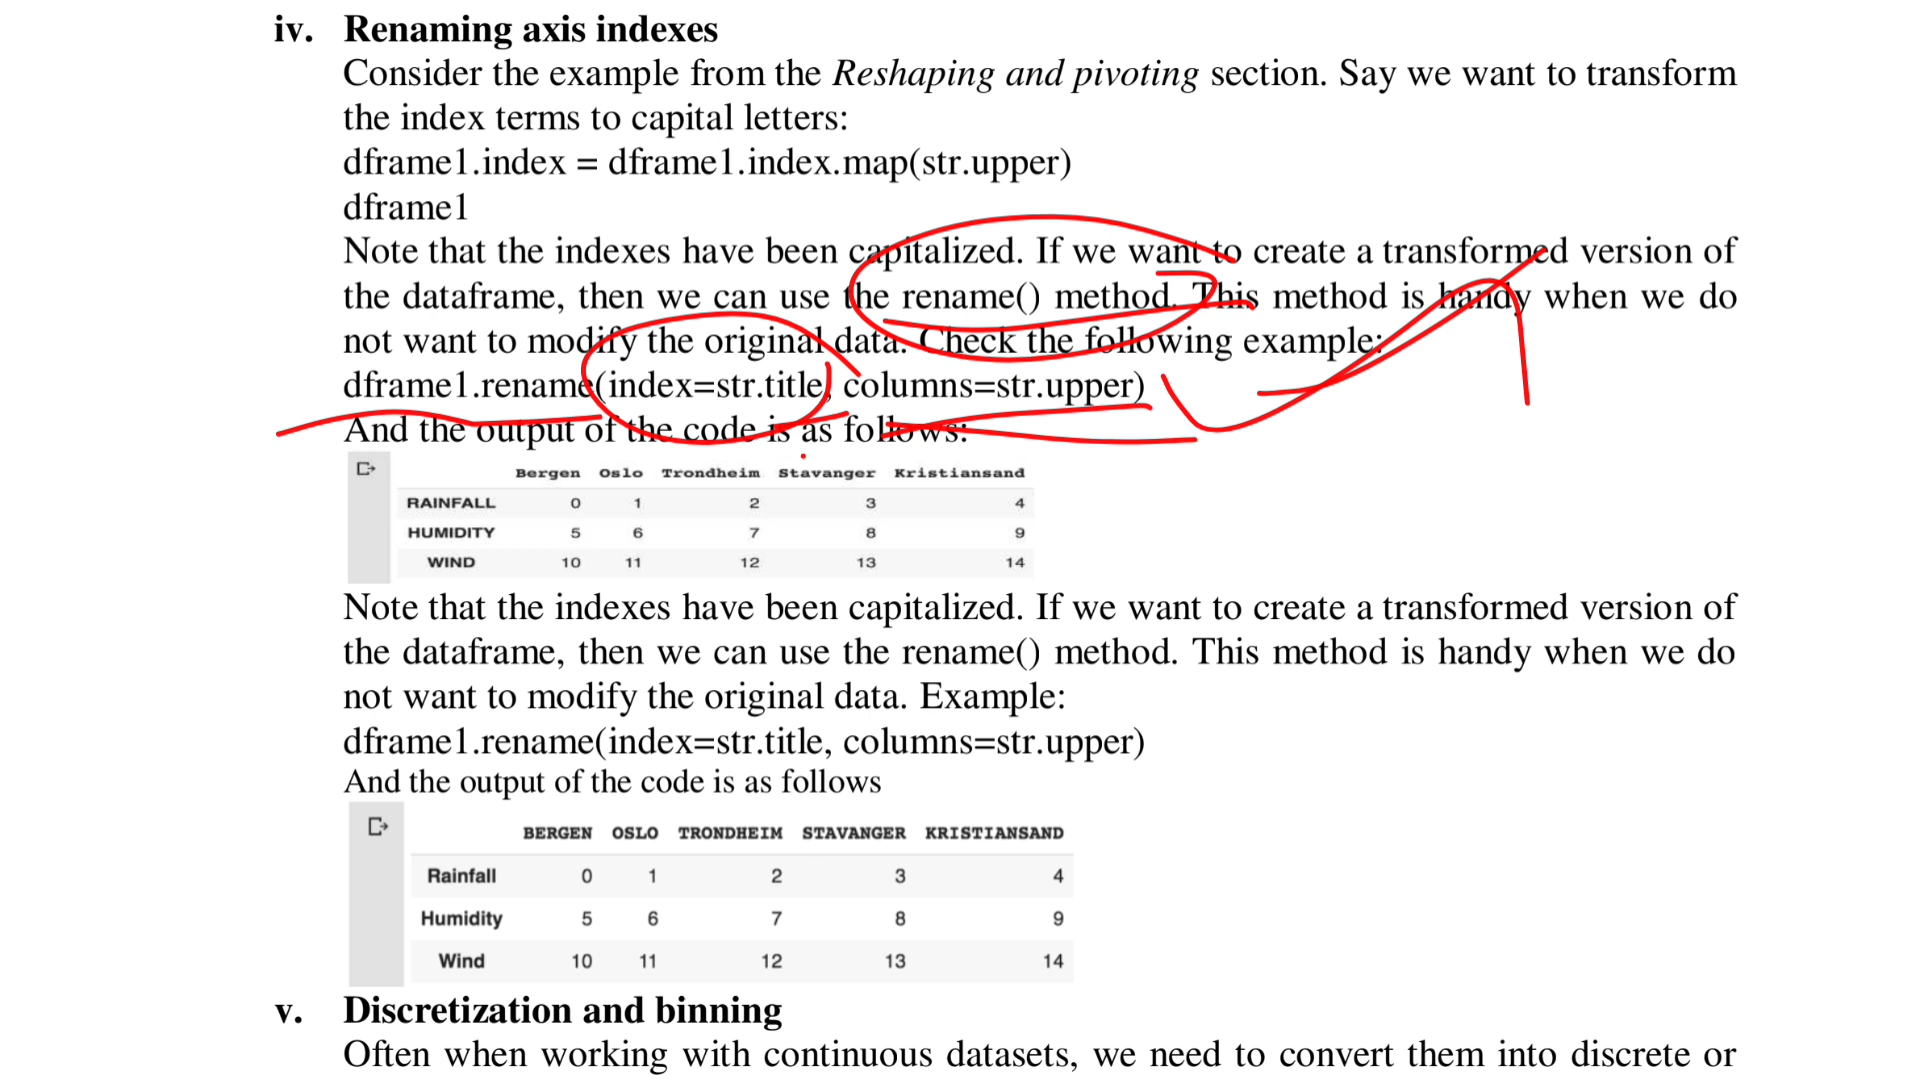 iv. Renaming axis indexes
Consider the example from the Reshaping and pivoting section. Say we want to transform
the index terms to capital letters:
dframe1.index = dframe1.index.map(str.upper)
dframe1
Note that the indexes have been capitalized. If we want to create a transformed version of
the dataframe, then we can use the rename() method. This method is handy when we do
not want to modify the original data. Check the following example:
dframe1.rename(index=str.title, columns=str.upper)
And the output of the code is as follows:
Bergen Oslo Trondheim Stavanger Kristiansand
RAINFALL 0 1 2 3 4
HUMIDITY 5 6 7 8 9
WIND 10 11 12 13 14
Note that the indexes have been capitalized. If we want to create a transformed version of
the dataframe, then we can use the rename() method. This method is handy when we do
not want to modify the original data. Example:
dframe1.rename(index=str.title, columns=str.upper)
And the output of the code is as follows
BERGEN OSLO TRONDHEIM STAVANGER KRISTIANSAND
Rainfall 0 1 2 3 4
Humidity 5 6 7 8 9
Wind 10 11 12 13 14
v. Discretization and binning
Often when working with continuous datasets, we need to convert them into discrete or